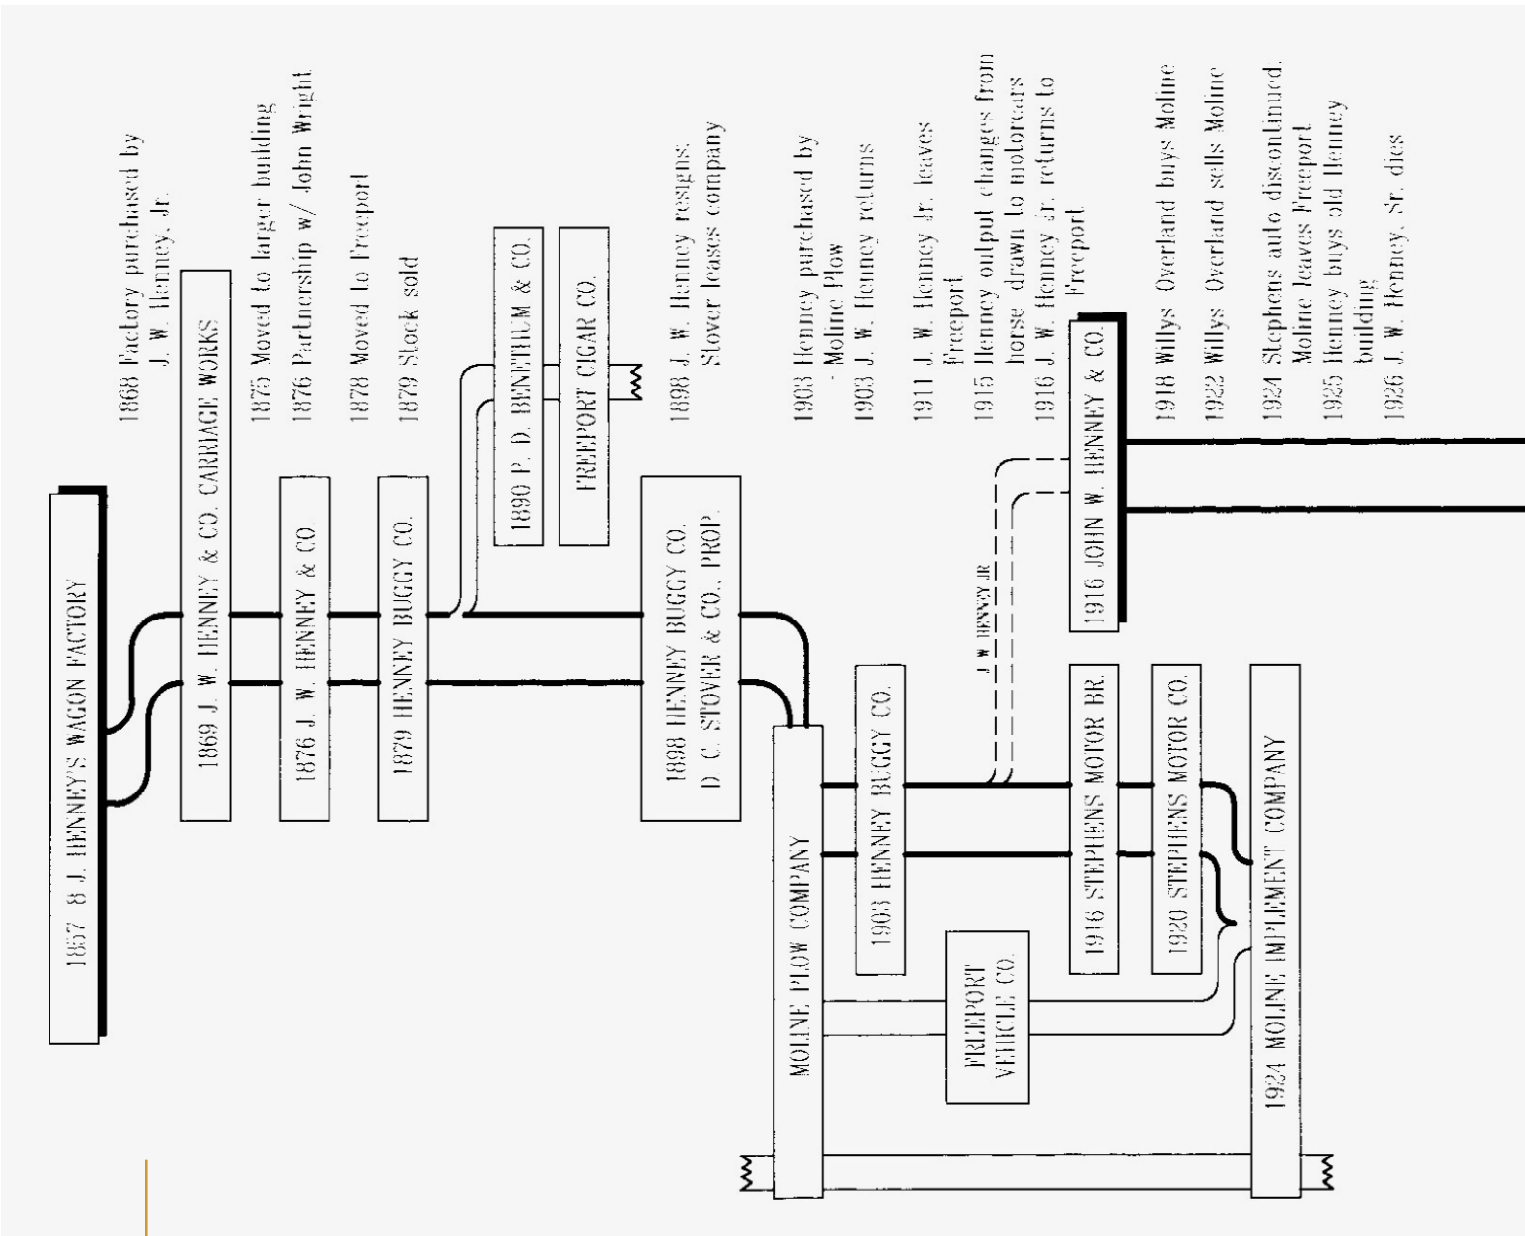 1868 Factory purchased by
J. W. Henney, Jr.
1875 Moved to larger building
1876 Partnership w/ John Wright
1878 Moved to Freeport
1879 Stock sold
1898 J. W. Henney resigns.
Stover leases company
1903 Henney purchased by
Moline Plow
1903 J. W. Henney returns
1911 J. W. Henney Jr. leaves
Freeport
1915 Henney output changes from
horse drawn to motorcars
1916 J. W. Henney Jr. returns to
Freeport
1918 Willys Overland buys Moline
1922 Willys Overland sells Moline
1924 Stephens auto discontinued.
Moline leaves Freeport
1925 Henney buys old Henney
building
1926 J. W. Henney, Sr. dies
1867 8 J. HENNEY'S WAGON FACTORY
1869 J. W. HENNEY & CO. CARRIAGE WORKS
1876 J. W. HENNEY & CO
1879 HENNEY BUGGY CO.
1890 P. D. BENETHUM & CO.
FREEPORT CIGAR CO.
1898 HENNEY BUGGY CO.
D. C. STOVER & CO., PROP.
MOLINE PLOW COMPANY
1903 HENNEY BUGGY CO.
FREEPORT
VEHICLE CO.
J W HENNEY JR
1916 JOHN W. HENNEY & CO.
1916 STEPHENS MOTOR BR.
1920 STEPHENS MOTOR CO.
1924 MOLINE IMPLEMENT COMPANY